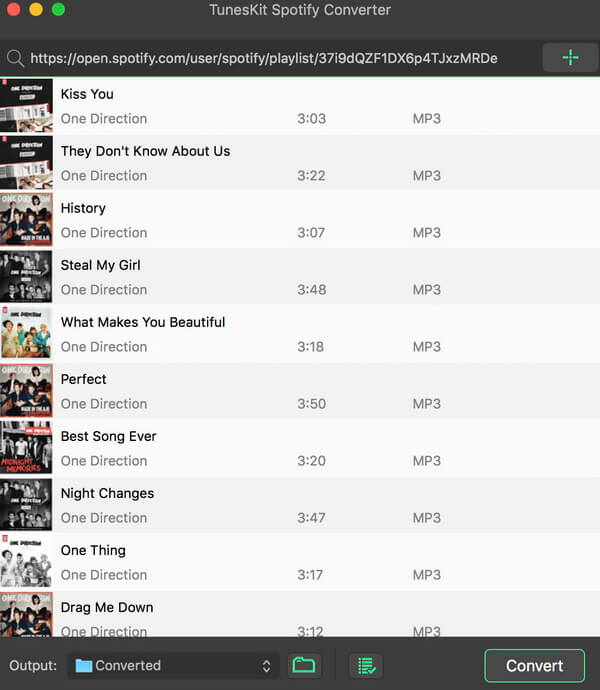 TunesKit Spotify Converter
https://open.spotify.com/user/spotify/playlist/37i9dQZF1DX6p4TJxzMRDe
Kiss You
One Direction 3:03 MP3
They Don't Know About Us
One Direction 3:22 MP3
History
One Direction 3:07 MP3
Steal My Girl
One Direction 3:48 MP3
What Makes You Beautiful
One Direction 3:18 MP3
Perfect
One Direction 3:50 MP3
Best Song Ever
One Direction 3:20 MP3
Night Changes
One Direction 3:47 MP3
One Thing
One Direction 3:17 MP3
Drag Me Down
One Direction 3:12 MP3
Output: Converted Convert